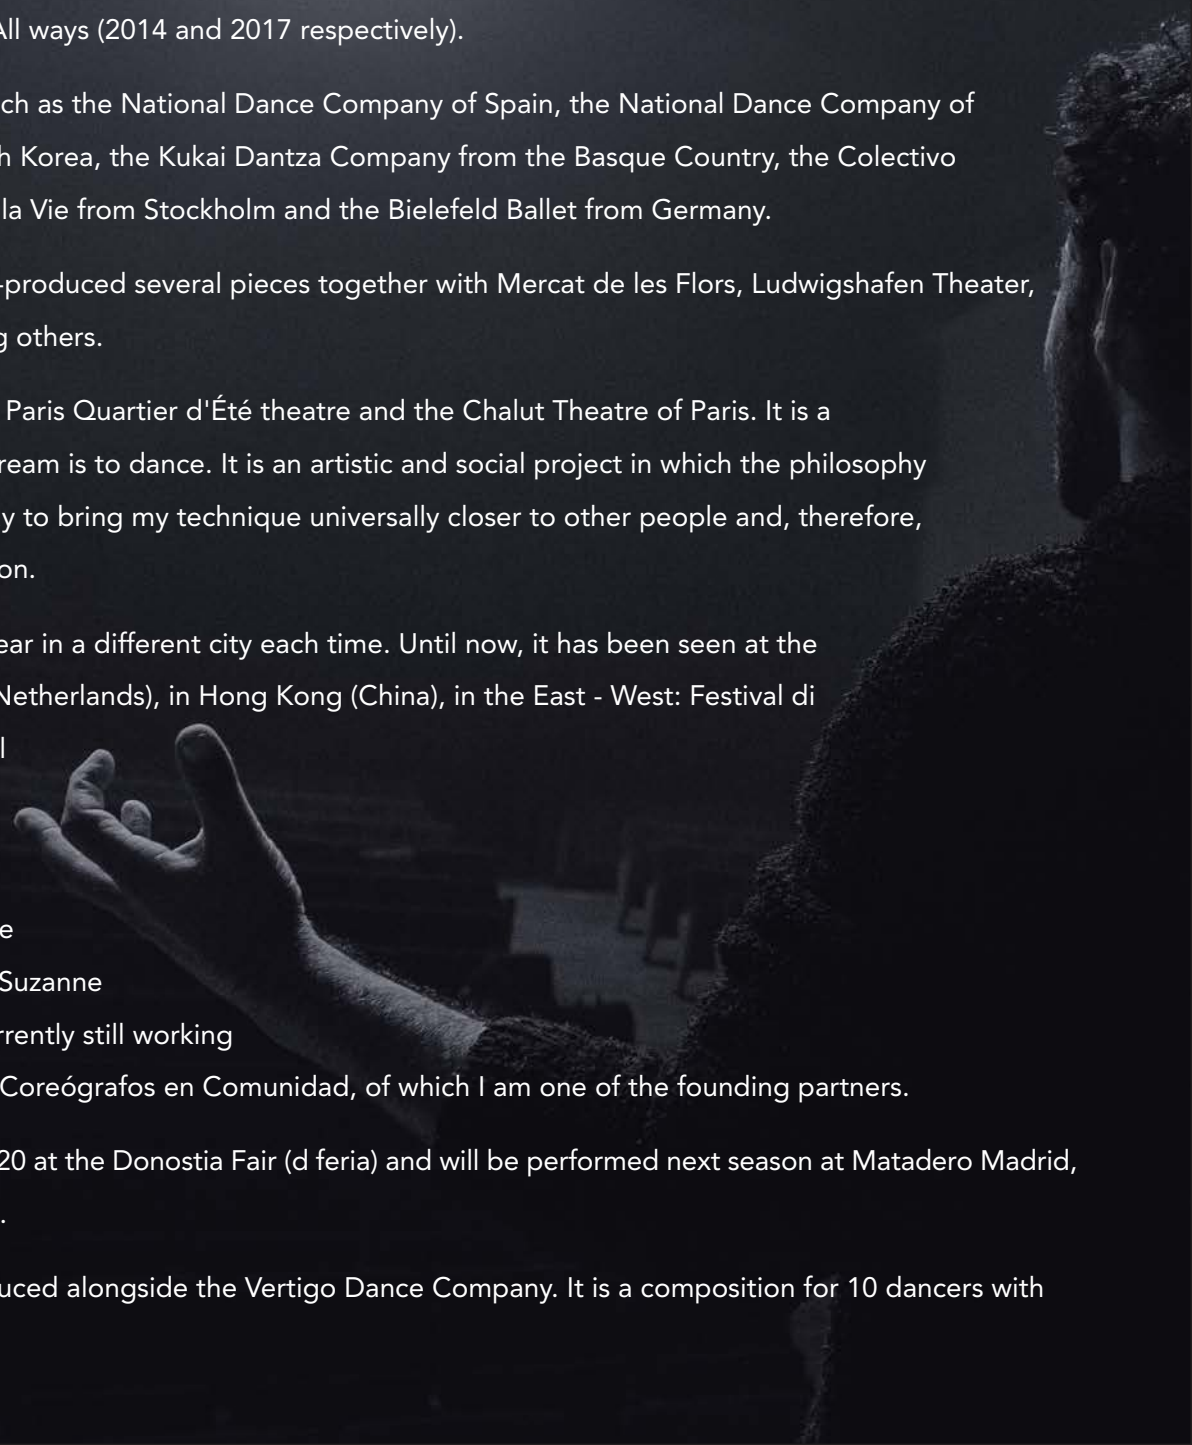 All ways (2014 and 2017 respectively).
ch as the National Dance Company of Spain, the National Dance Company of
h Korea, the Kukai Dantza Company from the Basque Country, the Colectivo
la Vie from Stockholm and the Bielefeld Ballet from Germany.
-produced several pieces together with Mercat de les Flors, Ludwigshafen Theater,
g others.
Paris Quartier d'Été theatre and the Chalut Theatre of Paris. It is a
ream is to dance. It is an artistic and social project in which the philosophy
y to bring my technique universally closer to other people and, therefore,
on.
ear in a different city each time. Until now, it has been seen at the
Netherlands), in Hong Kong (China), in the East - West: Festival di
l
e
Suzanne
rrently still working
Coreógrafos en Comunidad, of which I am one of the founding partners.
20 at the Donostia Fair (d feria) and will be performed next season at Matadero Madrid,
.
uced alongside the Vertigo Dance Company. It is a composition for 10 dancers with